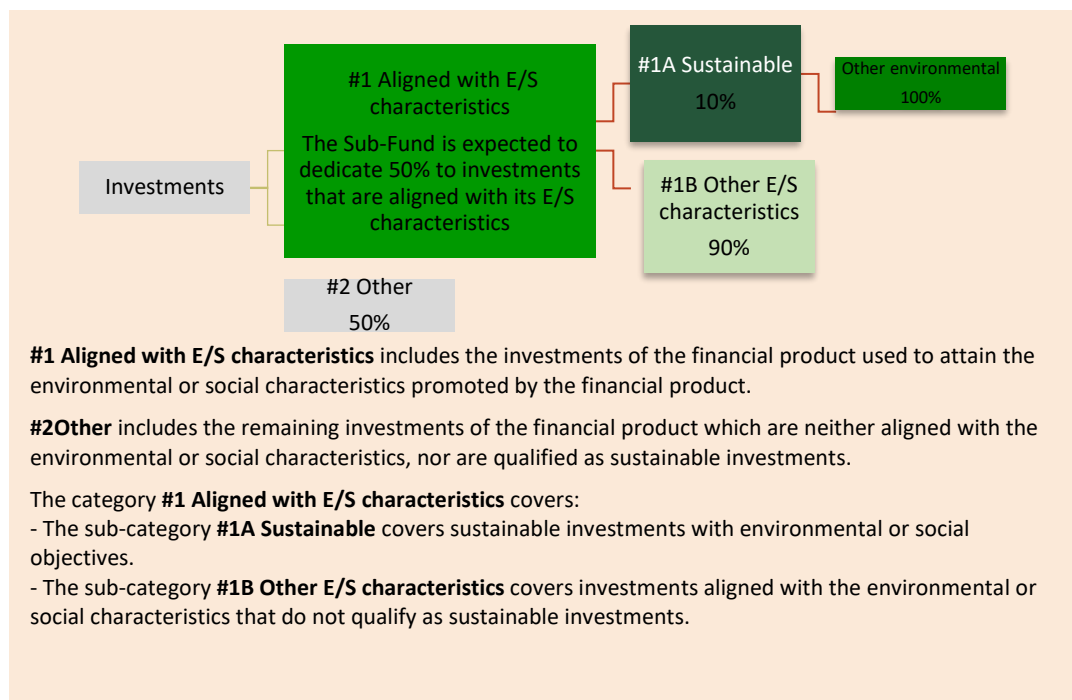 Investments
#1 Aligned with E/S
characteristics
The Sub-Fund is expected to
dedicate 50% to investments
that are aligned with its E/S
characteristics
#1A Sustainable
10%
Other environmental
100%
#1B Other E/S
characteristics
90%
#2 Other
50%
#1 Aligned with E/S characteristics includes the investments of the financial product used to attain the
environmental or social characteristics promoted by the financial product.
#2Other includes the remaining investments of the financial product which are neither aligned with the
environmental or social characteristics, nor are qualified as sustainable investments.
The category #1 Aligned with E/S characteristics covers:
- The sub-category #1A Sustainable covers sustainable investments with environmental or social
objectives.
- The sub-category #1B Other E/S characteristics covers investments aligned with the environmental or
social characteristics that do not qualify as sustainable investments.